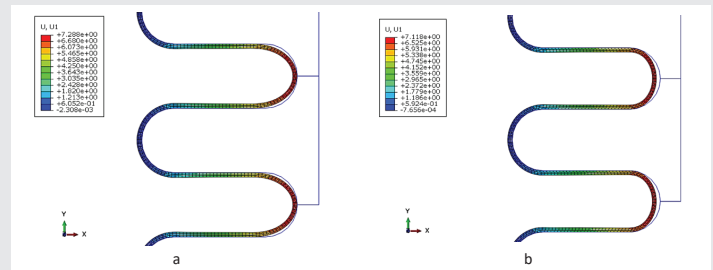 U, U1
+7.288e+00
+6.680e+00
+6.073e+00
+5.465e+00
+4.858e+00
+4.250e+00
+3.643e+00
+3.035e+00
+2.428e+00
+1.820e+00
+1.213e+00
+6.052e-01
-2.308e-03
Y
X
a
U, U1
+7.118e+00
+6.525e+00
+5.931e+00
+5.338e+00
+4.745e+00
+4.152e+00
+3.559e+00
+2.965e+00
+2.372e+00
+1.779e+00
+1.186e+00
+5.924e-01
-7.656e-04
Y
X
b